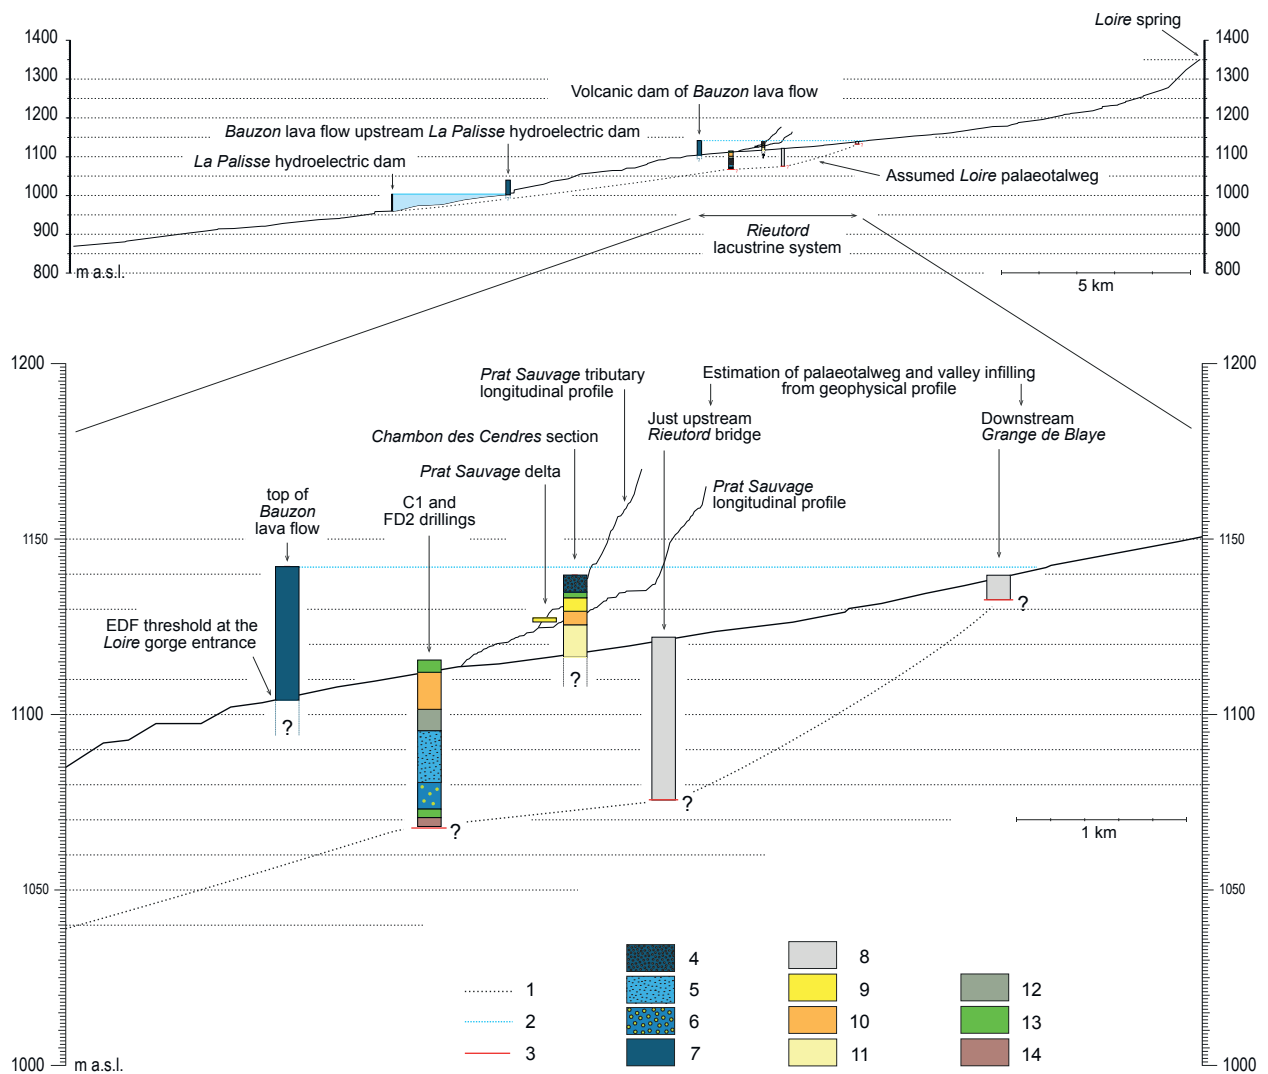 Loire spring
1400
1400
1300
1300
Volcanic dam of Bauzon lava flow
1200
1200
Bauzon lava flow upstream La Palisse hydroelectric dam
La Palisse hydroelectric dam
1100
1100
Assumed Loire palaeotalweg
1000
1000
900
900
Rieutord
lacustrine system
800
m a.s.l.
800
5 km
1200
1200
Prat Sauvage tributary
longitudinal profile
Estimation of palaeotalweg and valley infilling
from geophysical profile
Just upstream
Rieutord bridge
Downstream
Grange de Blaye
Chambon des Cendres section
Prat Sauvage delta
Prat Sauvage
longitudinal profile
top of
Bauzon
lava flow
C1 and
FD2 drillings
1150
1150
EDF threshold at the
Loire gorge entrance
?
?
1100
?
1100
?
?
1 km
1050
1050
1
2
3
4
5
6
7
8
9
10
11
12
13
14
1000
m a.s.l.
1000